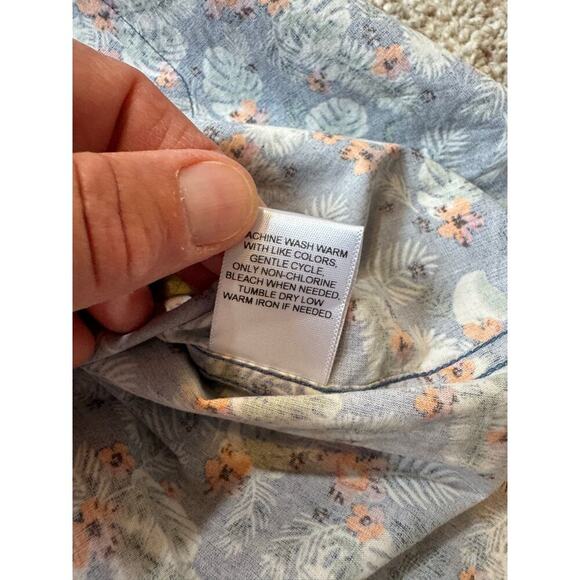 ACHINE WASH WARM
WITH LIKE COLORS.
GENTLE CYCLE.
ONLY NON-CHLORINE
BLEACH WHEN NEEDED.
TUMBLE DRY LOW
WARM IRON IF NEEDED.